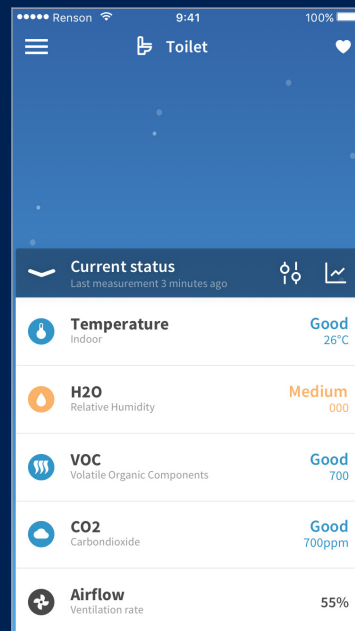 Renson 9:41 100%
Toilet
Current status
Last measurement 3 minutes ago
Temperature Good
Indoor 26°C
H2O Medium
Relative Humidity 000
VOC Good
Volatile Organic Components 700
CO2 Good
Carbondioxide 700ppm
Airflow 55%
Ventilation rate